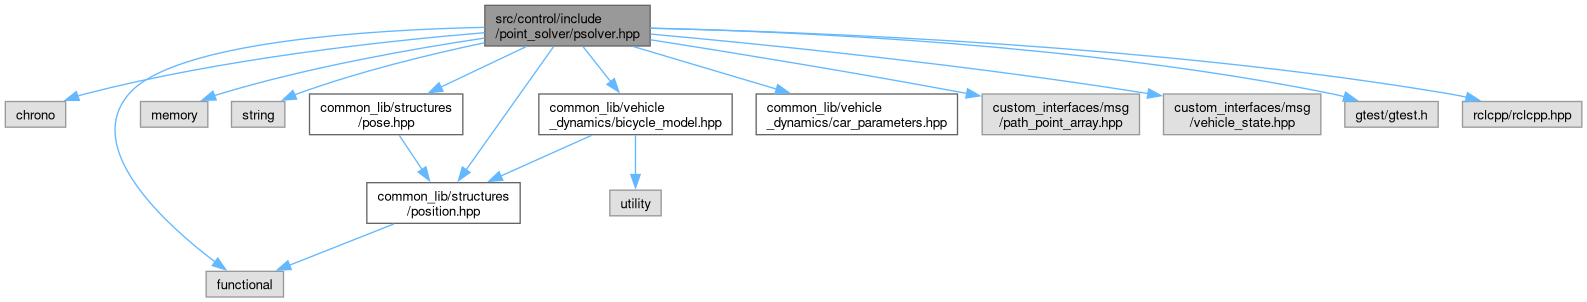 src/control/include
/point_solver/psolver.hpp
chrono
memory
string
common_lib/structures
/pose.hpp
common_lib/vehicle
_dynamics/bicycle_model.hpp
common_lib/vehicle
_dynamics/car_parameters.hpp
custom_interfaces/msg
/path_point_array.hpp
custom_interfaces/msg
/vehicle_state.hpp
gtest/gtest.h
rclcpp/rclcpp.hpp
common_lib/structures
/position.hpp
utility
functional